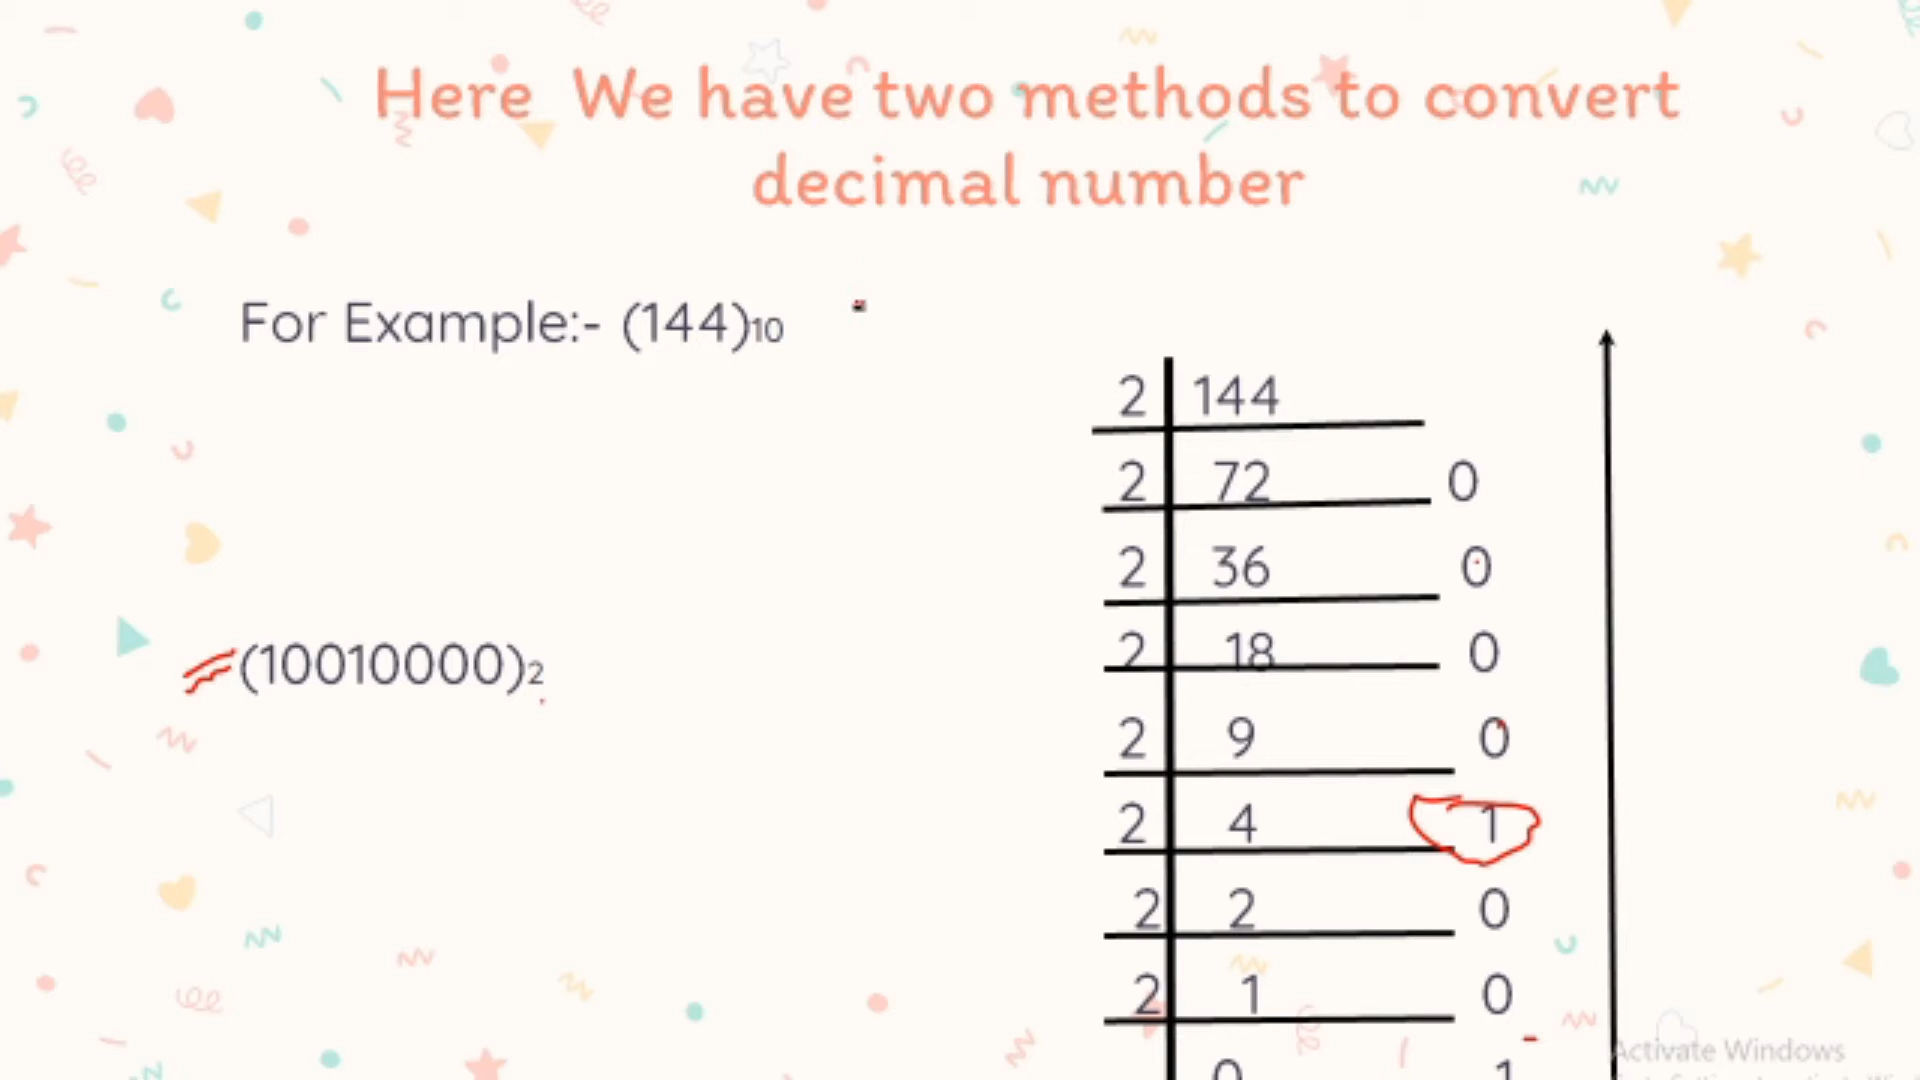 Here We have two methods to convert
decimal number
For Example:- (144)10
2 144
2 72 0
2 36 0
2 18 0
(10010000)2
2 9 0
2 4 1
2 2 0
2 1 0
0 1
Activate Windows